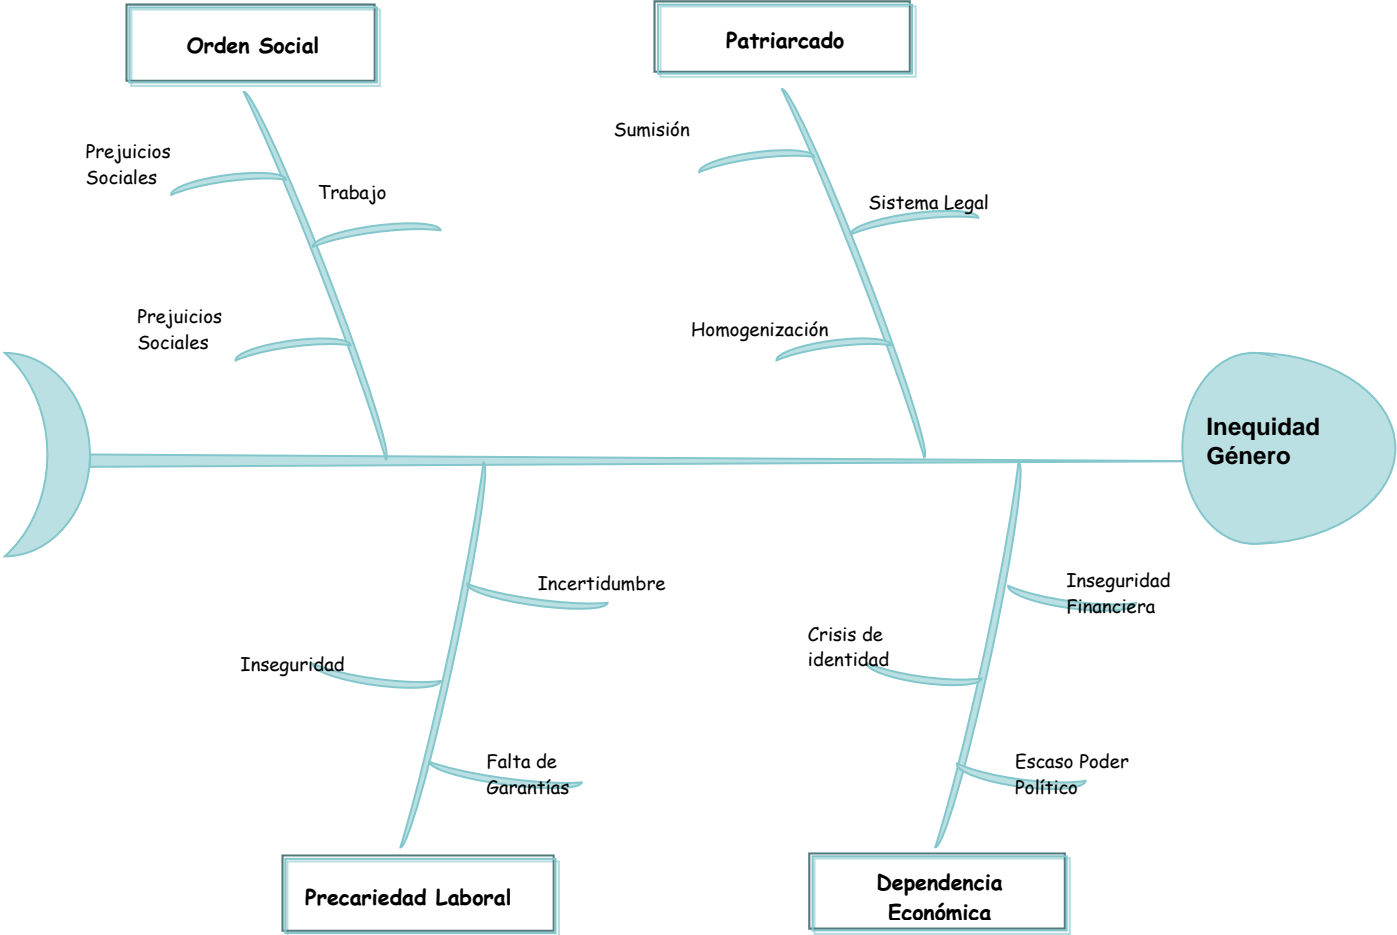 Orden Social
Patriarcado
Sumisión
Prejuicios
Sociales
Trabajo
Sistema Legal
Prejuicios
Sociales
Homogenización
Inequidad
Género
Incertidumbre
Inseguridad
Financiera
Crisis de
identidad
Inseguridad
Falta de
Garantías
Escaso Poder
Político
Precariedad Laboral
Dependencia
Económica